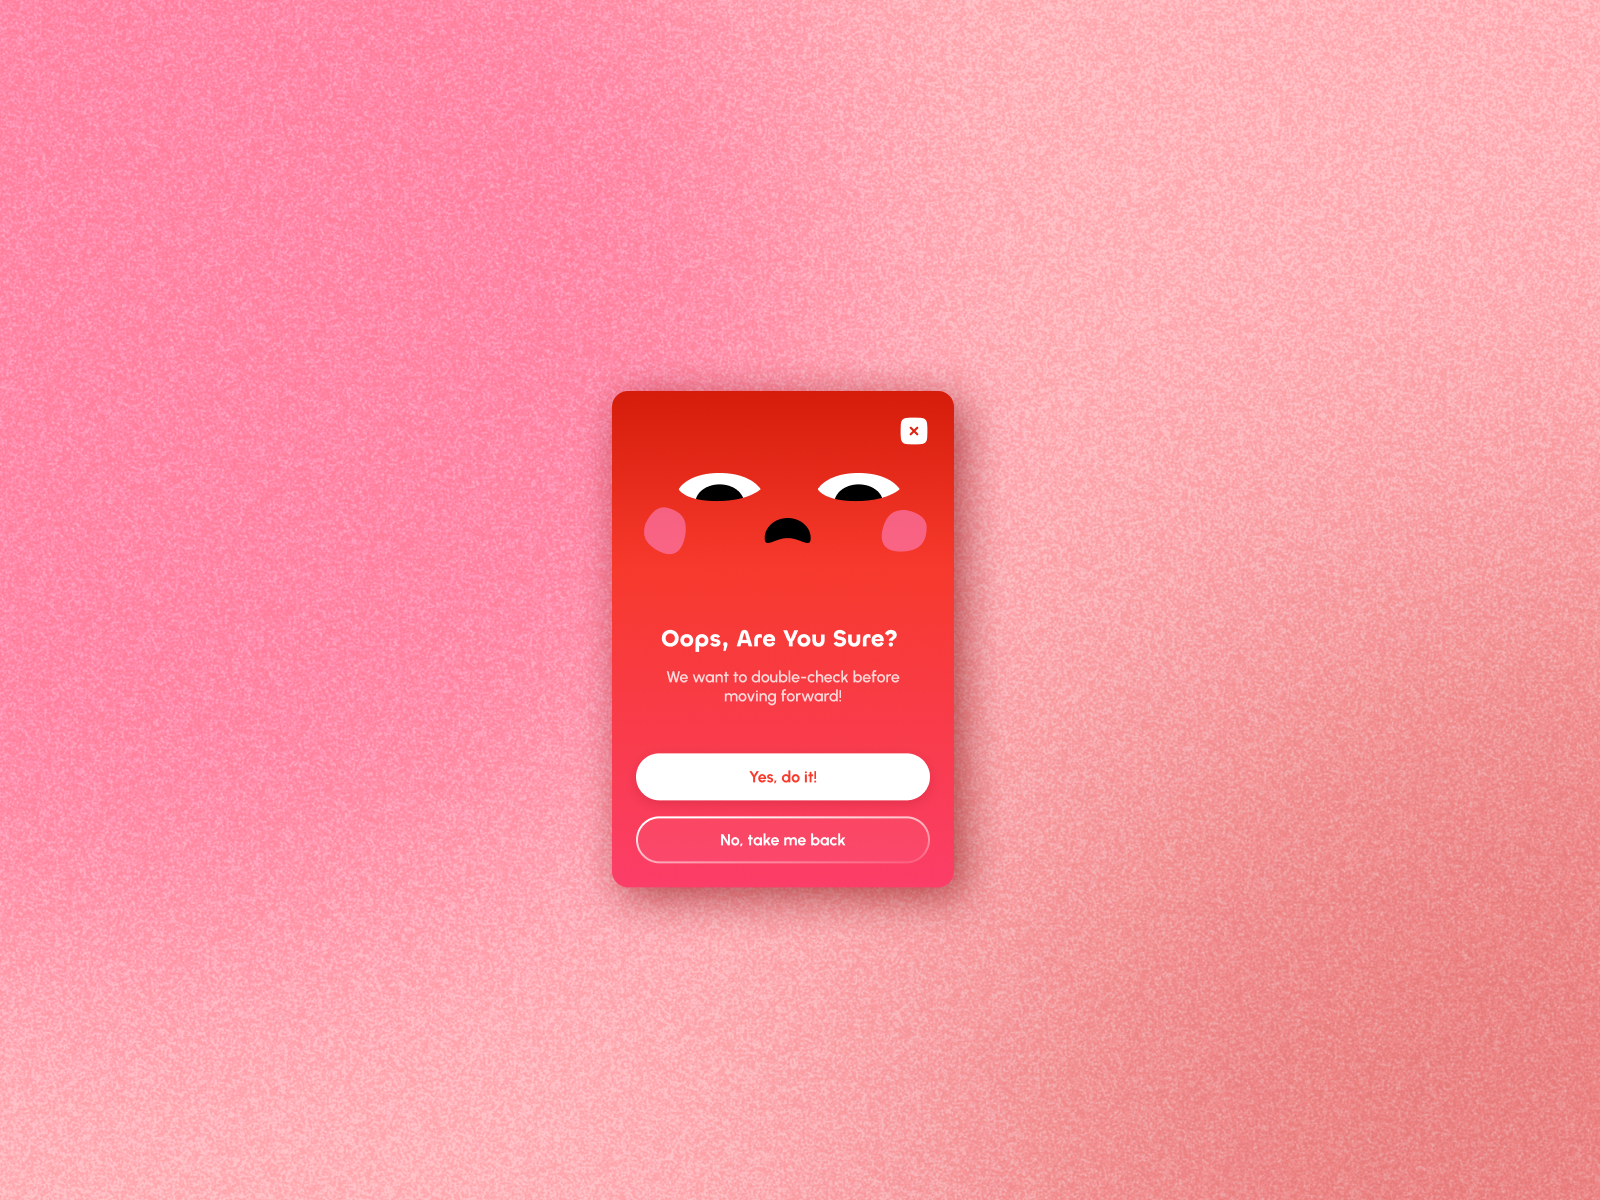 Oops, Are You Sure?
We want to double-check before
moving forward!
Yes, do it!
No, take me back